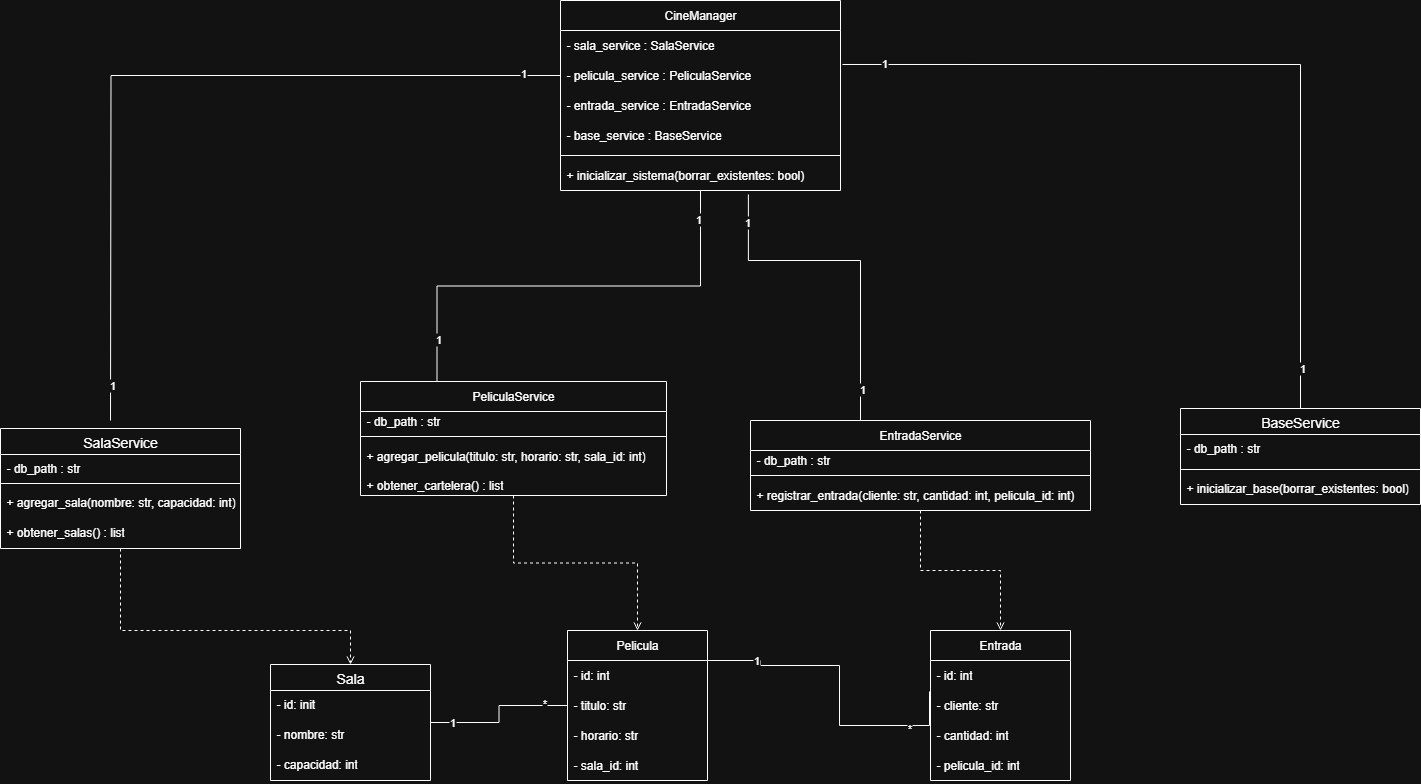 CineManager
- sala_service : SalaService
- pelicula_service : PeliculaService
- entrada_service : EntradaService
- base_service : BaseService
+ inicializar_sistema(borrar_existentes: bool)
1
1
1
1
1
1
1
1
SalaService
- db_path : str
+ agregar_sala(nombre: str, capacidad: int)
+ obtener_salas() : list
PeliculaService
- db_path : str
+ agregar_pelicula(titulo: str, horario: str, sala_id: int)
+ obtener_cartelera() : list
EntradaService
- db_path : str
+ registrar_entrada(cliente: str, cantidad: int, pelicula_id: int)
BaseService
- db_path : str
+ inicializar_base(borrar_existentes: bool)
Sala
- id: init
- nombre: str
- capacidad: int
1
*
Pelicula
- id: int
- titulo: str
- horario: str
- sala_id: int
1
*
Entrada
- id: int
- cliente: str
- cantidad: int
- pelicula_id: int